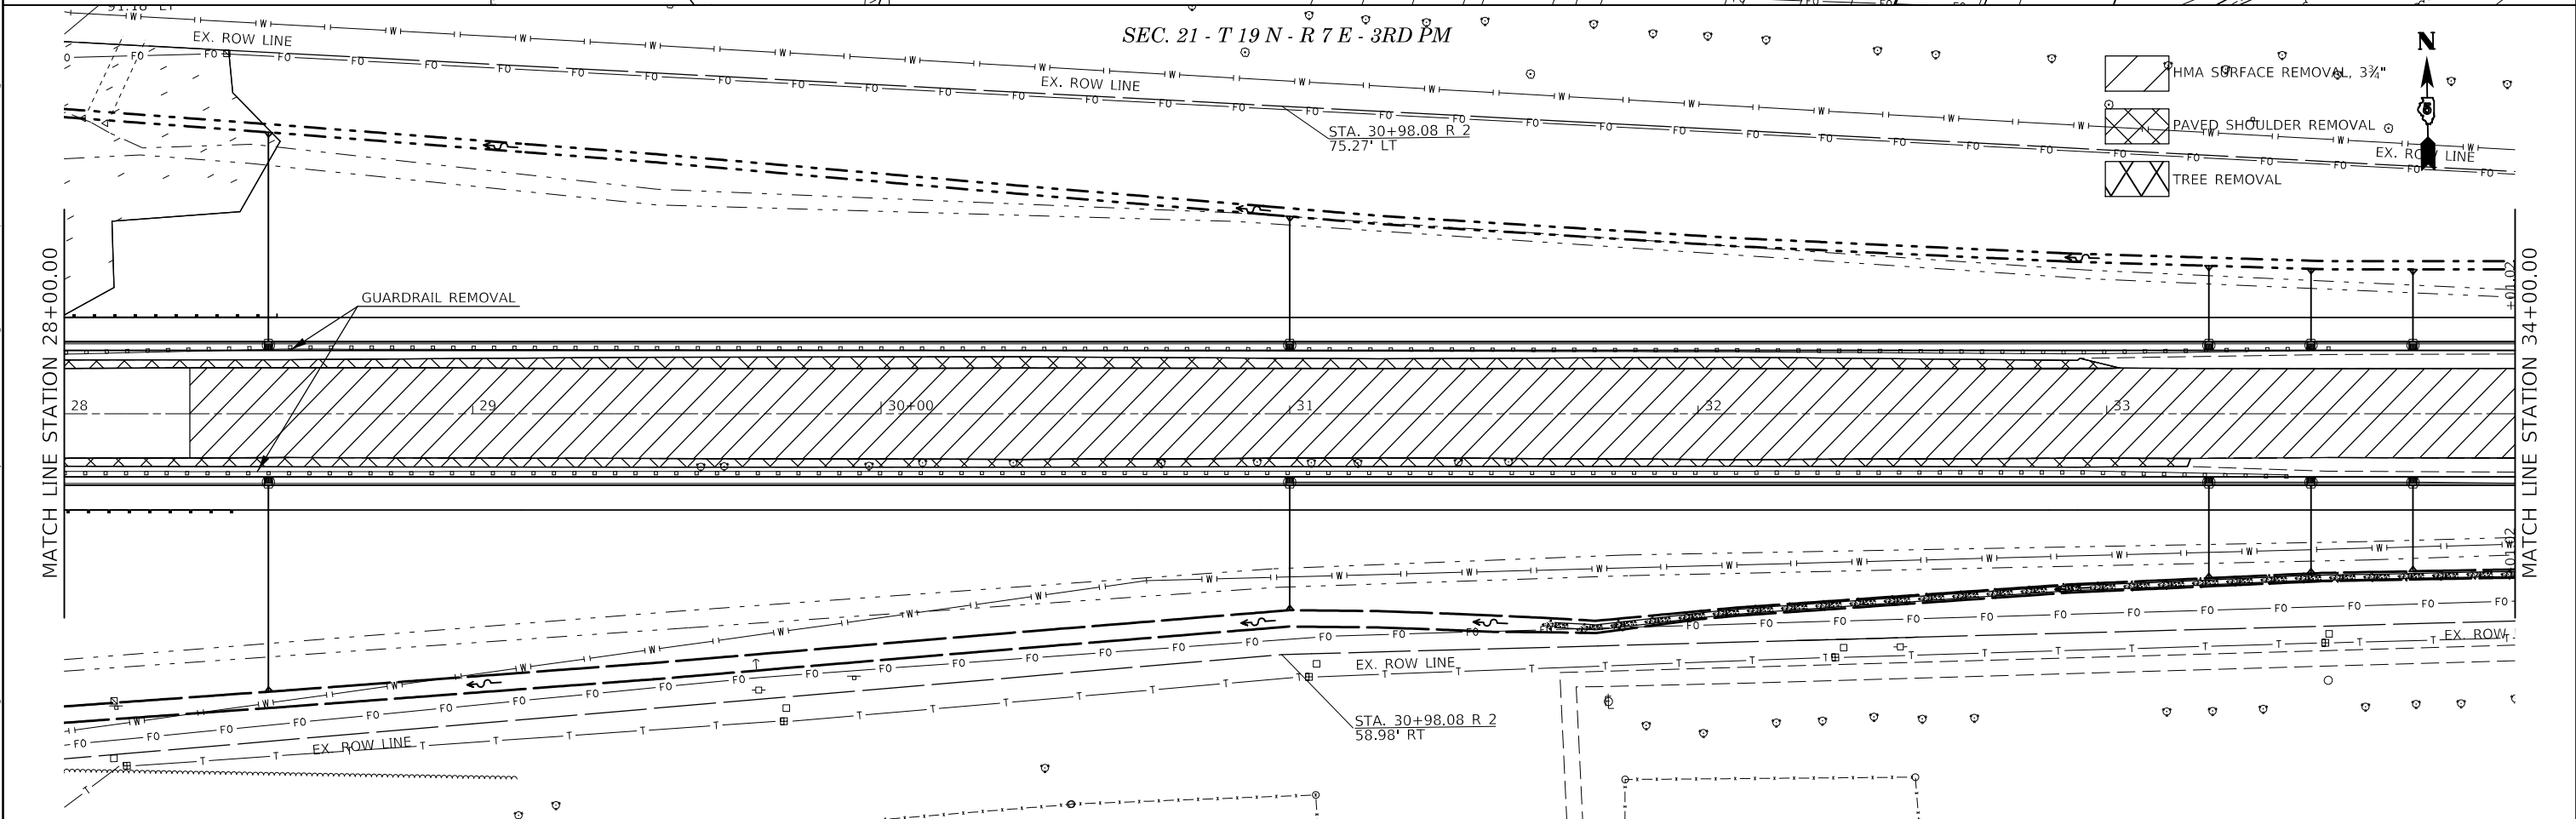 91.18' LT
SEC. 21 - T 19 N - R 7 E - 3RD PM
N
EX. ROW LINE
EX. ROW LINE
HMA SURFACE REMOVAL, 3¾"
STA. 30+98.08 R 2
75.27' LT
PAVED SHOULDER REMOVAL
EX. ROW LINE
TREE REMOVAL
MATCH LINE STATION 28+00.00
MATCH LINE STATION 34+00.00
GUARDRAIL REMOVAL
28
29
30+00
31
32
33
EX. ROW
EX. ROW LINE
STA. 30+98.08 R 2
58.98' RT
EX. ROW LINE